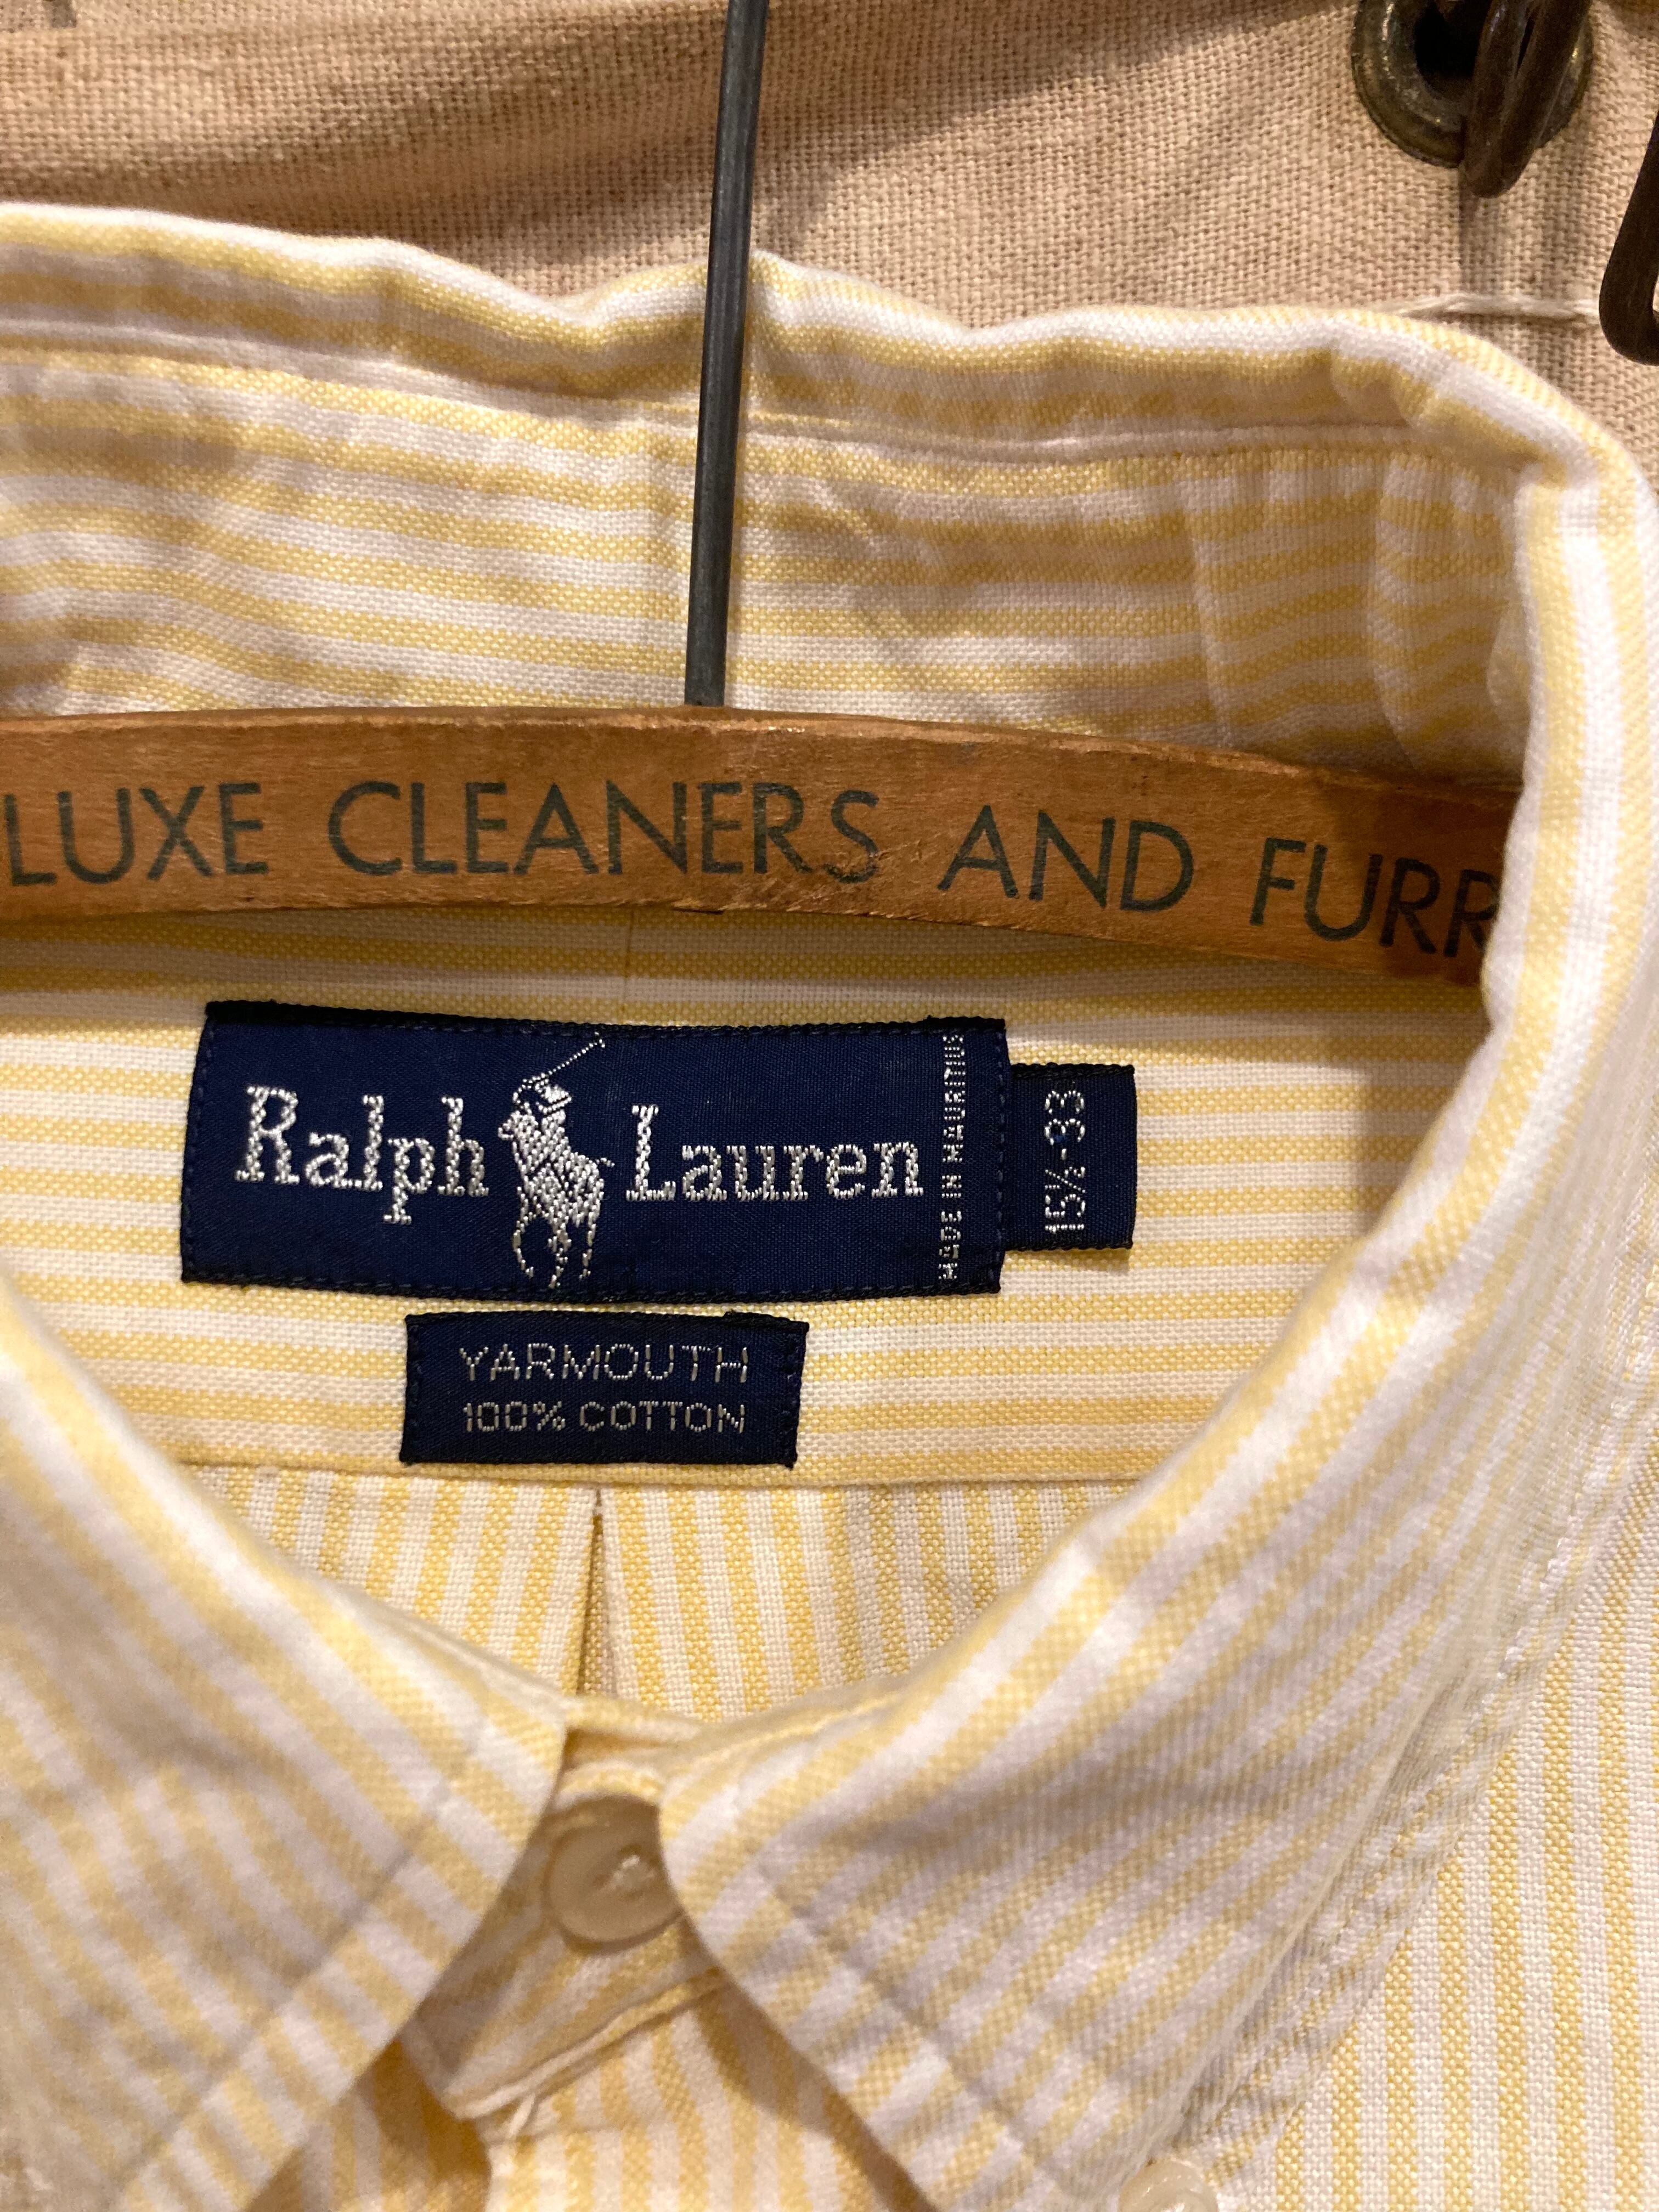 LUXE CLEANERS AND FURR
Ralph Lauren
MADE IN MAURITIUS
15½-33
YARMOUTH
100% COTTON